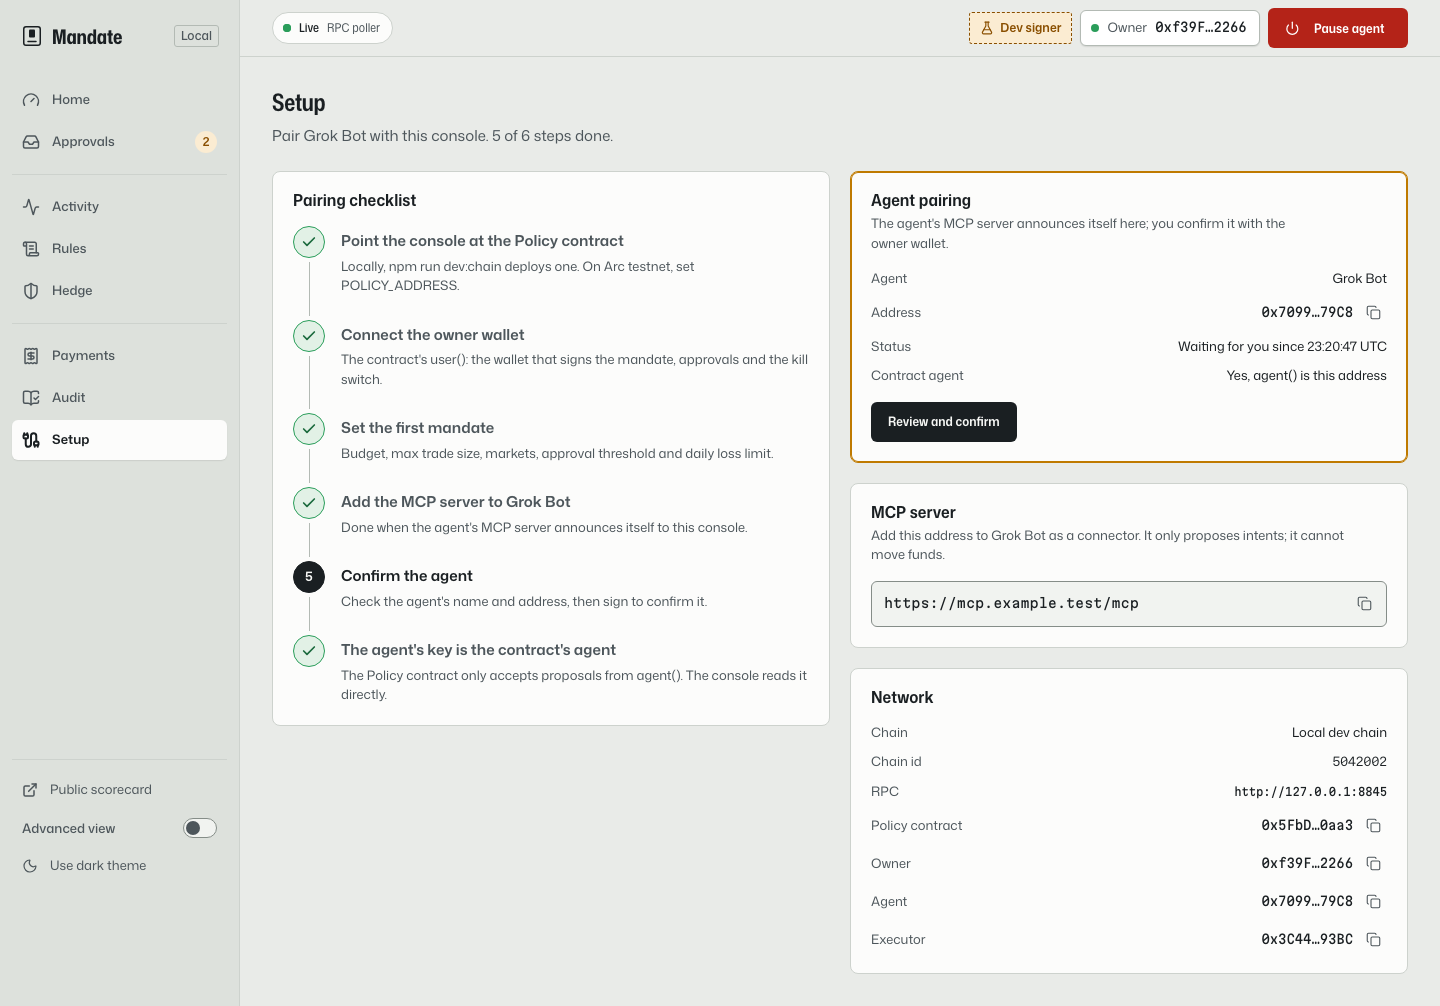 Mandate
Local
Home
Approvals
2
Activity
Rules
Hedge
Payments
Audit
Setup
Public scorecard
Advanced view
Use dark theme
Live RPC poller
Dev signer
Owner 0xf39F…2266
Pause agent
Setup
Pair Grok Bot with this console. 5 of 6 steps done.
Pairing checklist
Point the console at the Policy contract
Locally, npm run dev:chain deploys one. On Arc testnet, set
POLICY_ADDRESS.
Connect the owner wallet
The contract's user(): the wallet that signs the mandate, approvals and the kill
switch.
Set the first mandate
Budget, max trade size, markets, approval threshold and daily loss limit.
Add the MCP server to Grok Bot
Done when the agent's MCP server announces itself to this console.
5
Confirm the agent
Check the agent's name and address, then sign to confirm it.
The agent's key is the contract's agent
The Policy contract only accepts proposals from agent(). The console reads it
directly.
Agent pairing
The agent's MCP server announces itself here; you confirm it with the
owner wallet.
Agent Grok Bot
Address 0x7099…79C8
Status Waiting for you since 23:20:47 UTC
Contract agent Yes, agent() is this address
Review and confirm
MCP server
Add this address to Grok Bot as a connector. It only proposes intents; it cannot
move funds.
https://mcp.example.test/mcp
Network
Chain Local dev chain
Chain id 5042002
RPC http://127.0.0.1:8845
Policy contract 0x5FbD…0aa3
Owner 0xf39F…2266
Agent 0x7099…79C8
Executor 0x3C44…93BC